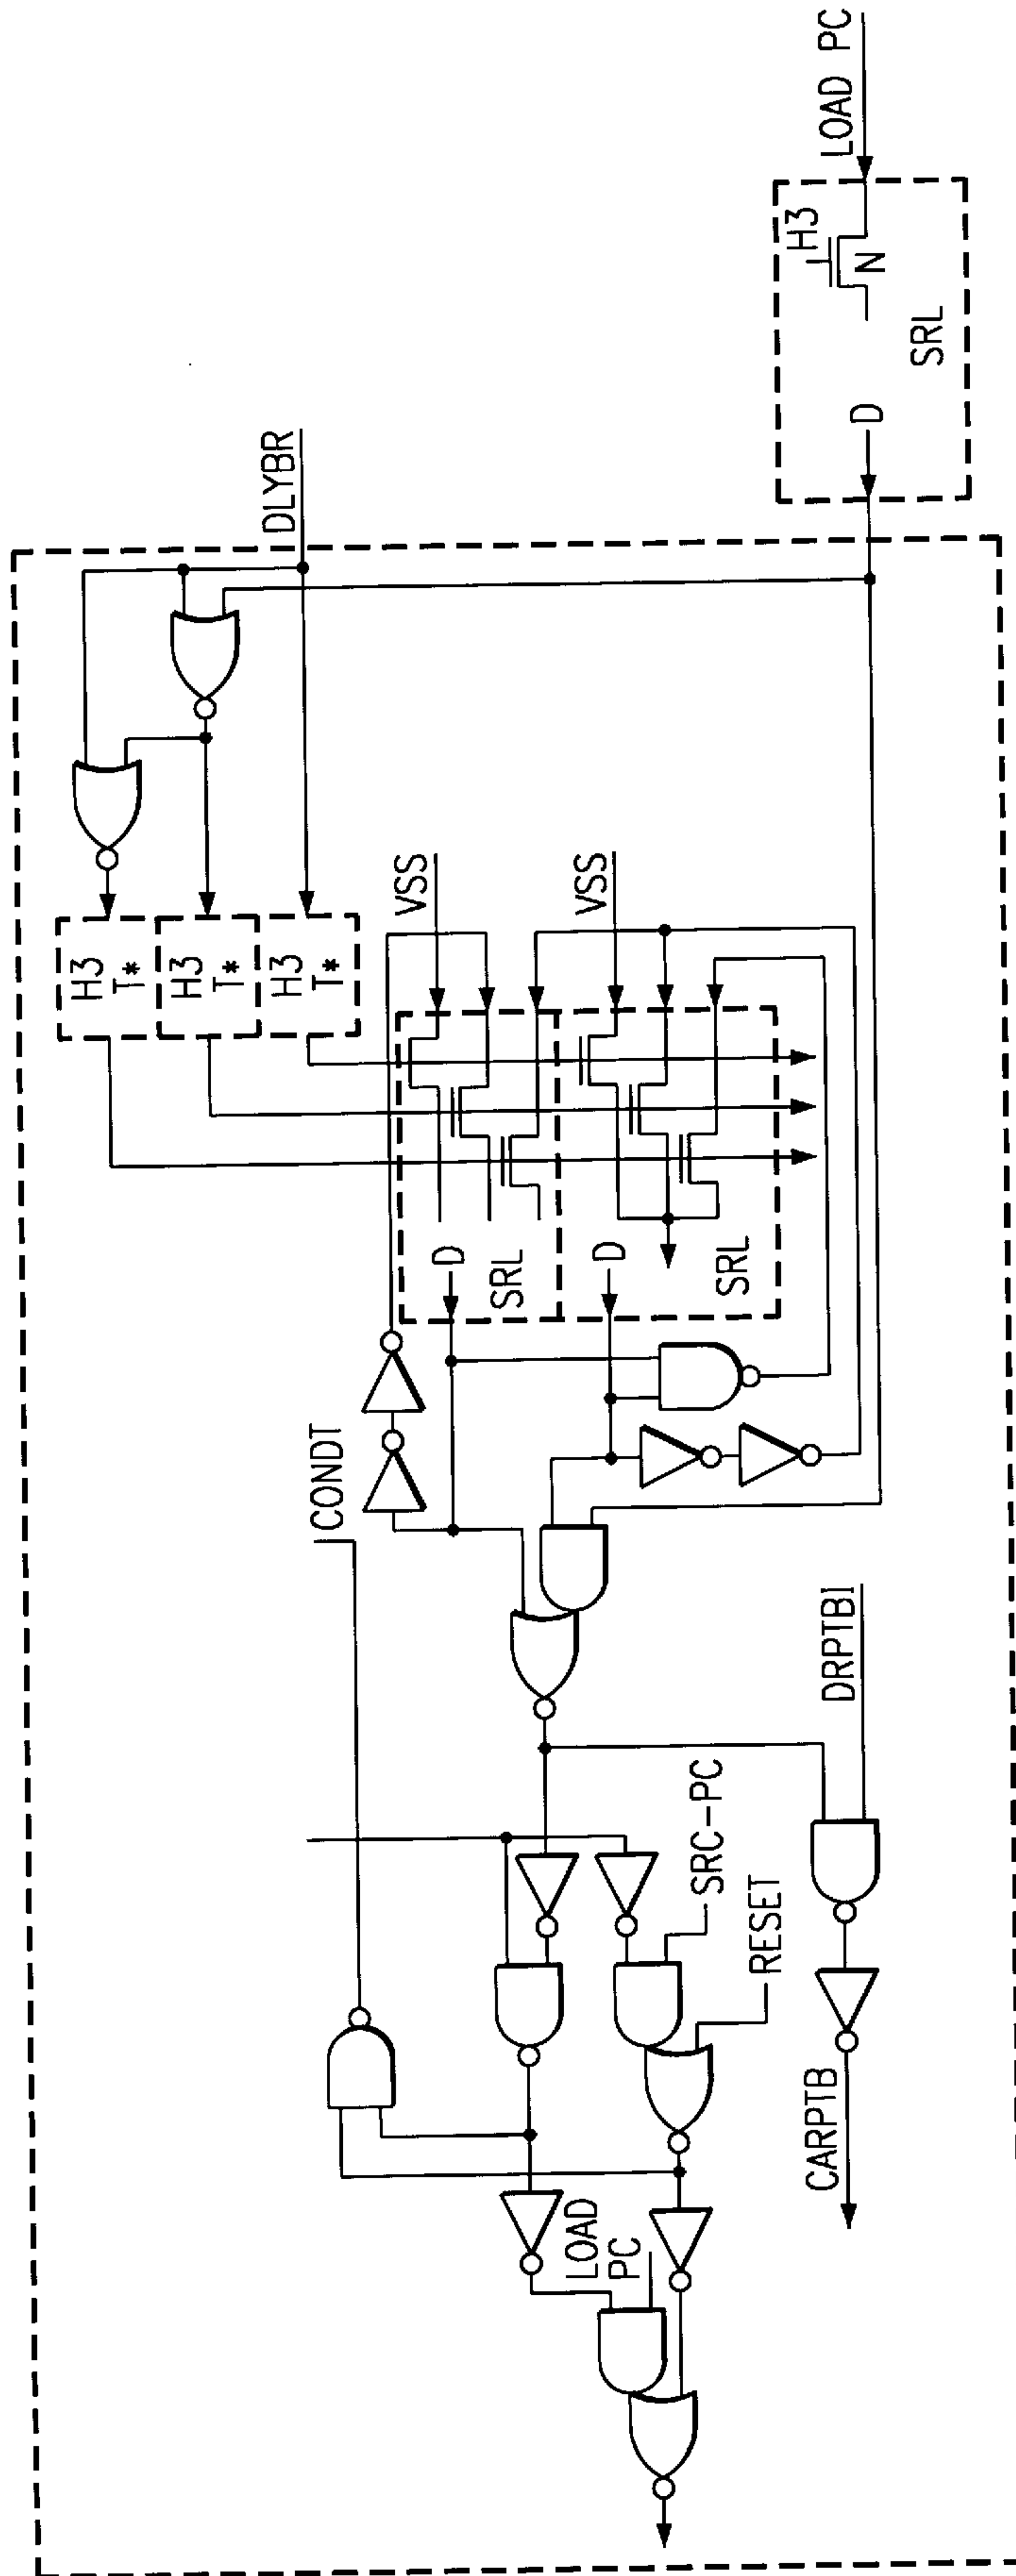 LOAD PC
H3
N
SRL
D
DLYBR
H3
T*
H3
T*
H3
T*
VSS
VSS
D
SRL
D
SRL
CONDT
DRPTBI
SRC-PC
RESET
CARPTB
LOAD
PC